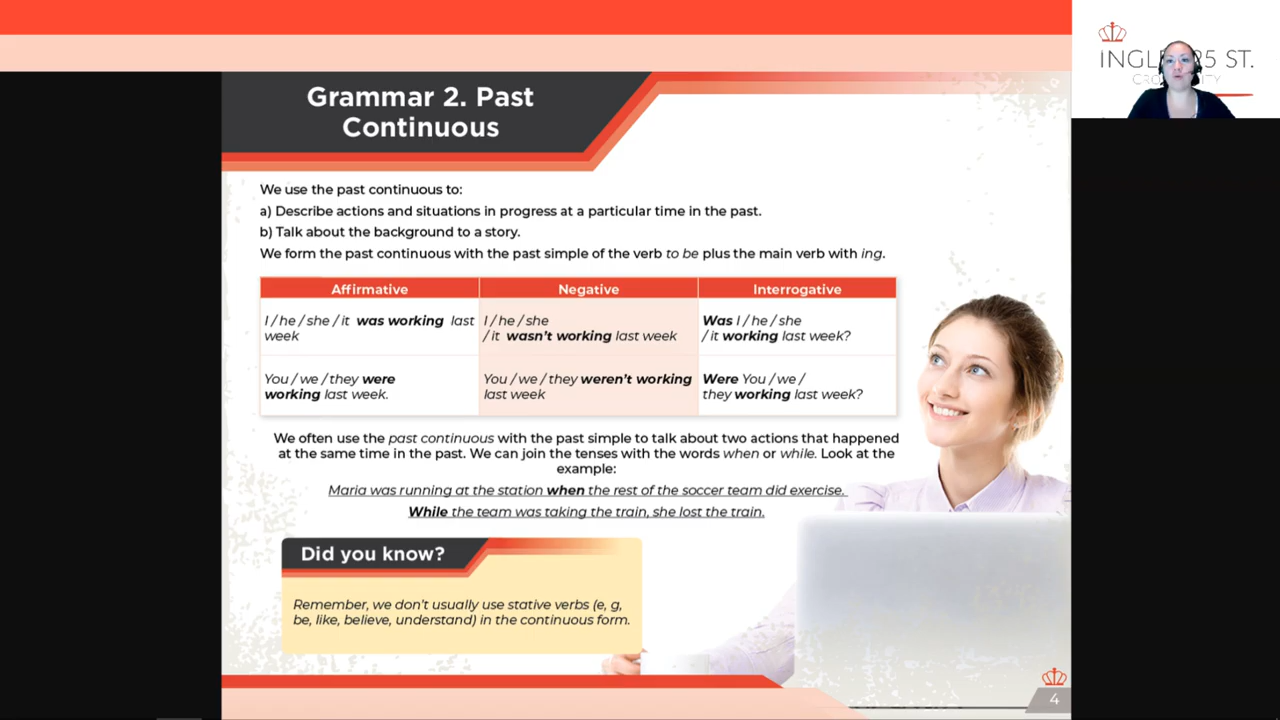 INGL 95 ST.
CRO ITY
Grammar 2. Past
Continuous
We use the past continuous to:
a) Describe actions and situations in progress at a particular time in the past.
b) Talk about the background to a story.
We form the past continuous with the past simple of the verb to be plus the main verb with ing.
Affirmative Negative Interrogative
I / he / she / it was working last
week
I / he / she
/ it wasn't working last week
Was I / he / she
/ it working last week?
You / we / they were
working last week.
You / we / they weren't working
last week
Were You / we /
they working last week?
We often use the past continuous with the past simple to talk about two actions that happened
at the same time in the past. We can join the tenses with the words when or while. Look at the
example:
Maria was running at the station when the rest of the soccer team did exercise.
While the team was taking the train, she lost the train.
Did you know?
Remember, we don't usually use stative verbs (e, g,
be, like, believe, understand) in the continuous form.
4